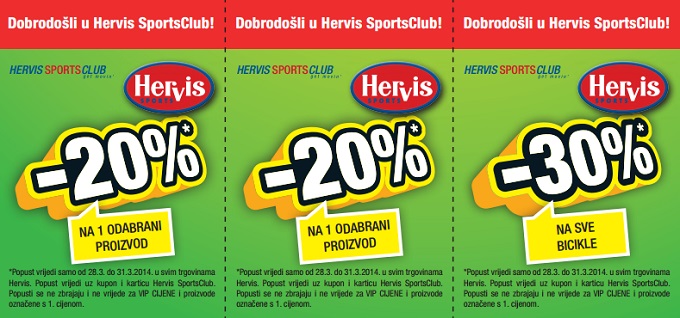 Dobrodošli u Hervis SportsClub!
HERVIS SPORTSCLUB
get more*
Hervis
SPORTS
-20%*
NA 1 ODABRANI
PROIZVOD
*Popust vrijedi samo od 28.3. do 31.3.2014. u svim trgovinama
Hervis. Popust vrijedi uz kupon i karticu Hervis SportsClub.
Popusti se ne zbrajaju i ne vrijede za VIP CIJENE i proizvode
označene s 1. cijenom.
Dobrodošli u Hervis SportsClub!
HERVIS SPORTSCLUB
get more*
Hervis
SPORTS
-20%*
NA 1 ODABRANI
PROIZVOD
*Popust vrijedi samo od 28.3. do 31.3.2014. u svim trgovinama
Hervis. Popust vrijedi uz kupon i karticu Hervis SportsClub.
Popusti se ne zbrajaju i ne vrijede za VIP CIJENE i proizvode
označene s 1. cijenom.
Dobrodošli u Hervis SportsClub!
HERVIS SPORTSCLUB
get more*
Hervis
SPORTS
-30%*
NA SVE
BICIKLE
*Popust vrijedi samo od 28.3. do 31.3.2014. u svim trgovinama
Hervis. Popust vrijedi uz kupon i karticu Hervis SportsClub.
Popusti se ne zbrajaju i ne vrijede za VIP CIJENE i proizvode
označene s 1. cijenom.